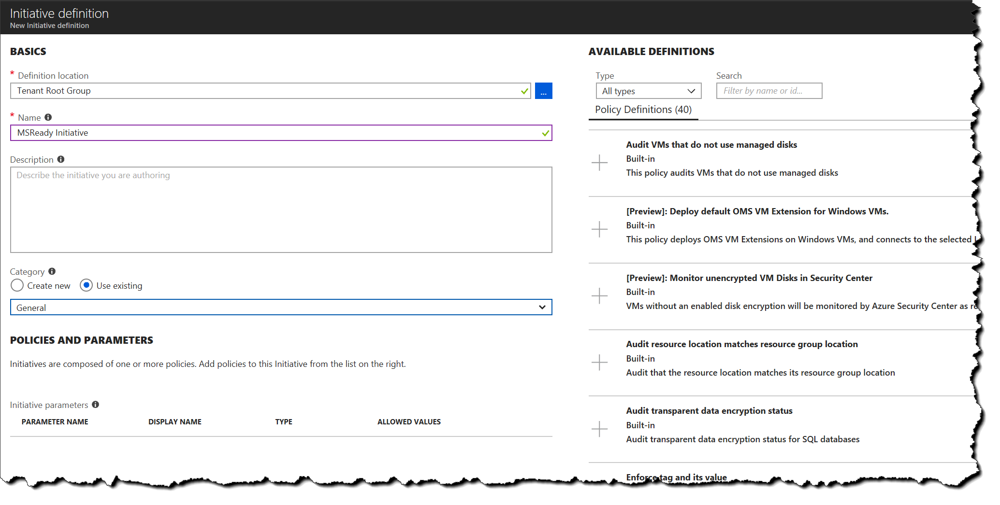 Initiative definition
New Initiative definition
BASICS
* Definition location
Tenant Root Group
...
* Name
MSReady Initiative
Description
Describe the initiative you are authoring
Category
Create new
Use existing
General
POLICIES AND PARAMETERS
Initiatives are composed of one or more policies. Add policies to this Initiative from the list on the right.
Initiative parameters
PARAMETER NAME DISPLAY NAME TYPE ALLOWED VALUES
AVAILABLE DEFINITIONS
Type
All types
Search
Filter by name or id...
Policy Definitions (40)
Audit VMs that do not use managed disks
Built-in
This policy audits VMs that do not use managed disks
[Preview]: Deploy default OMS VM Extension for Windows VMs.
Built-in
This policy deploys OMS VM Extensions on Windows VMs, and connects to the selected
[Preview]: Monitor unencrypted VM Disks in Security Center
Built-in
VMs without an enabled disk encryption will be monitored by Azure Security Center as
Audit resource location matches resource group location
Built-in
Audit that the resource location matches its resource group location
Audit transparent data encryption status
Built-in
Audit transparent data encryption status for SQL databases
Enforce tag and its value